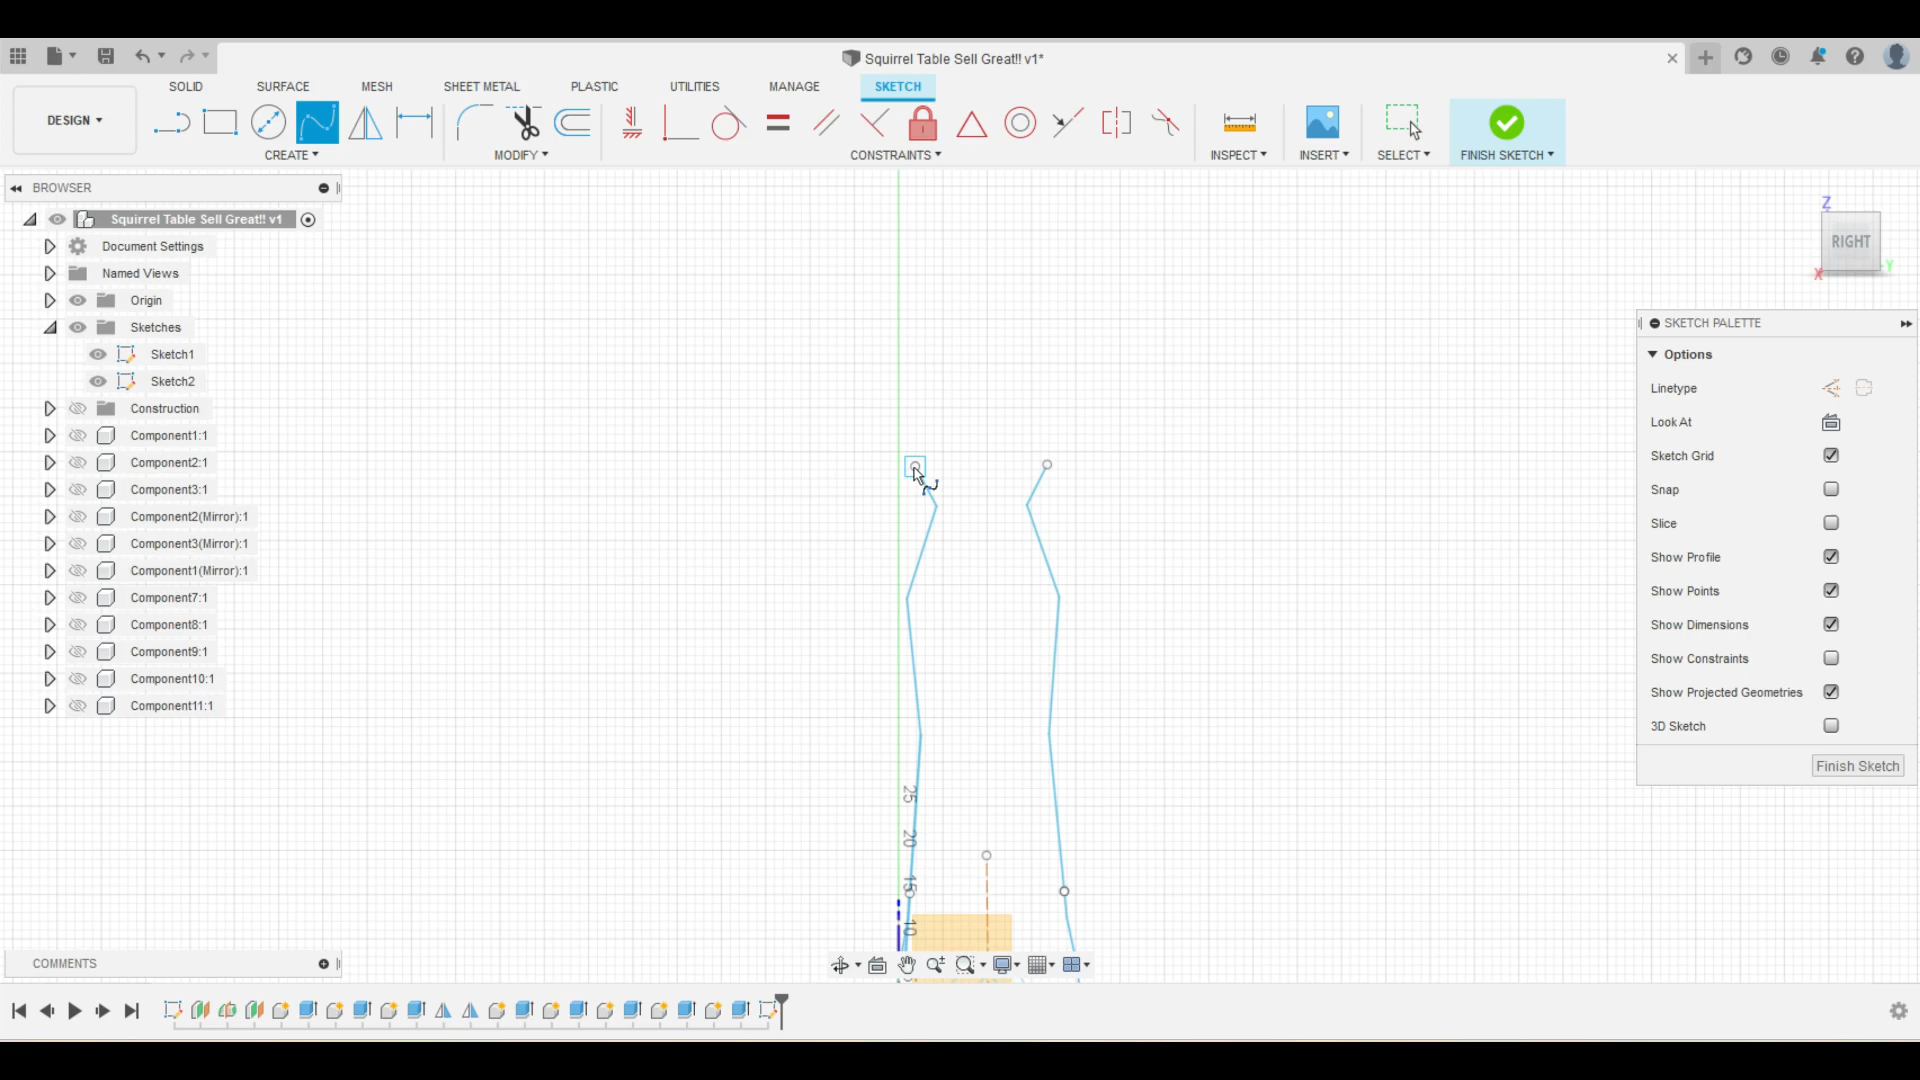 Squirrel Table Sell Great!! v1*
SOLID SURFACE MESH SHEET METAL PLASTIC UTILITIES MANAGE SKETCH
DESIGN
CREATE MODIFY CONSTRAINTS INSPECT INSERT SELECT FINISH SKETCH
BROWSER
Squirrel Table Sell Great!! v1
Document Settings
Named Views
Origin
Sketches
Sketch1
Sketch2
Construction
Component1:1
Component2:1
Component3:1
Component2(Mirror):1
Component3(Mirror):1
Component1(Mirror):1
Component7:1
Component8:1
Component9:1
Component10:1
Component11:1
Z
RIGHT
X
Y
SKETCH PALETTE
Options
Linetype
Look At
Sketch Grid
Snap
Slice
Show Profile
Show Points
Show Dimensions
Show Constraints
Show Projected Geometries
3D Sketch
Finish Sketch
25
20
15
10
COMMENTS